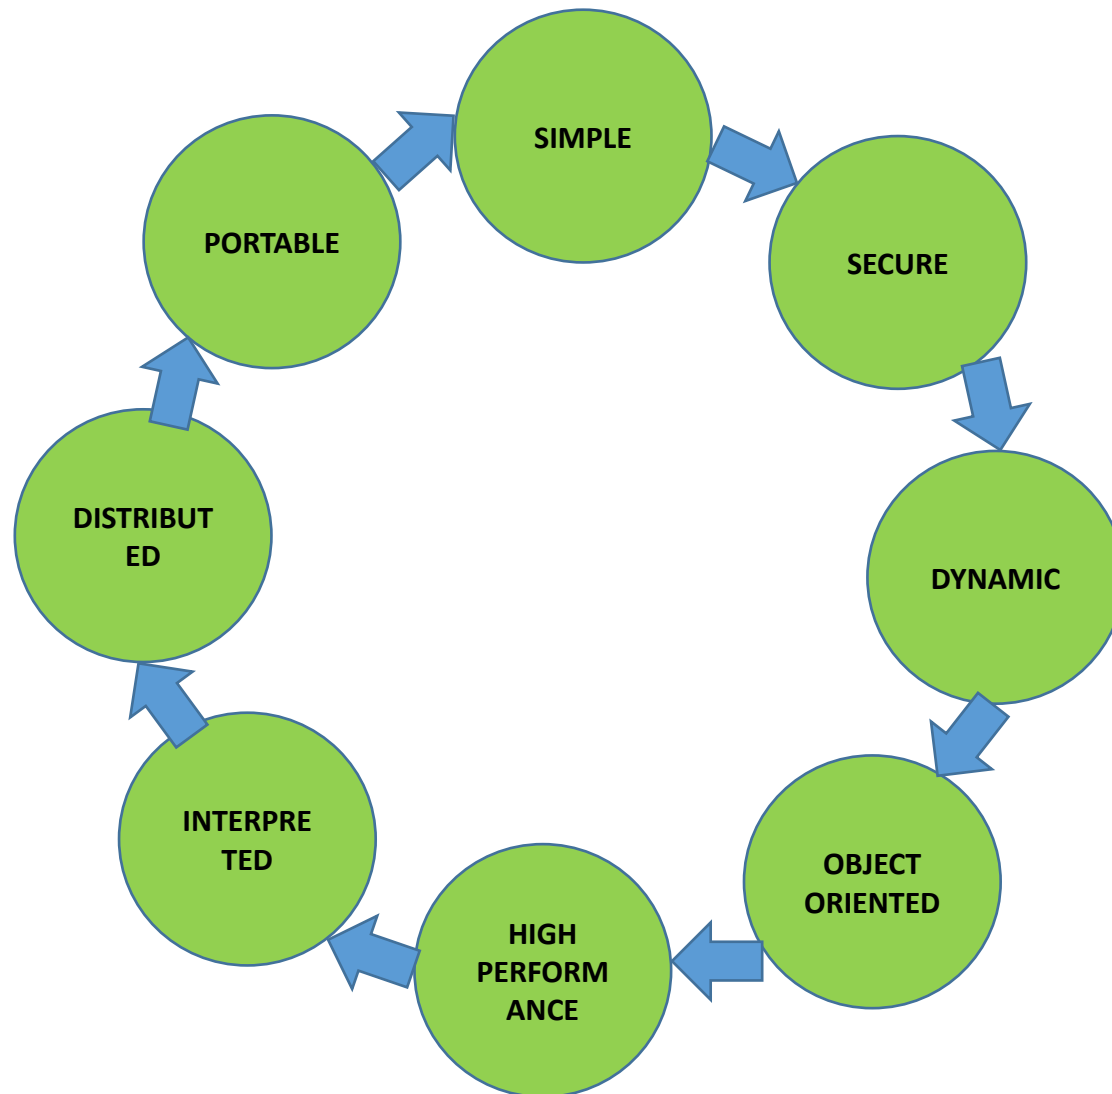 SIMPLE
SECURE
DYNAMIC
OBJECT
ORIENTED
HIGH
PERFORM
ANCE
INTERPRE
TED
DISTRIBUT
ED
PORTABLE